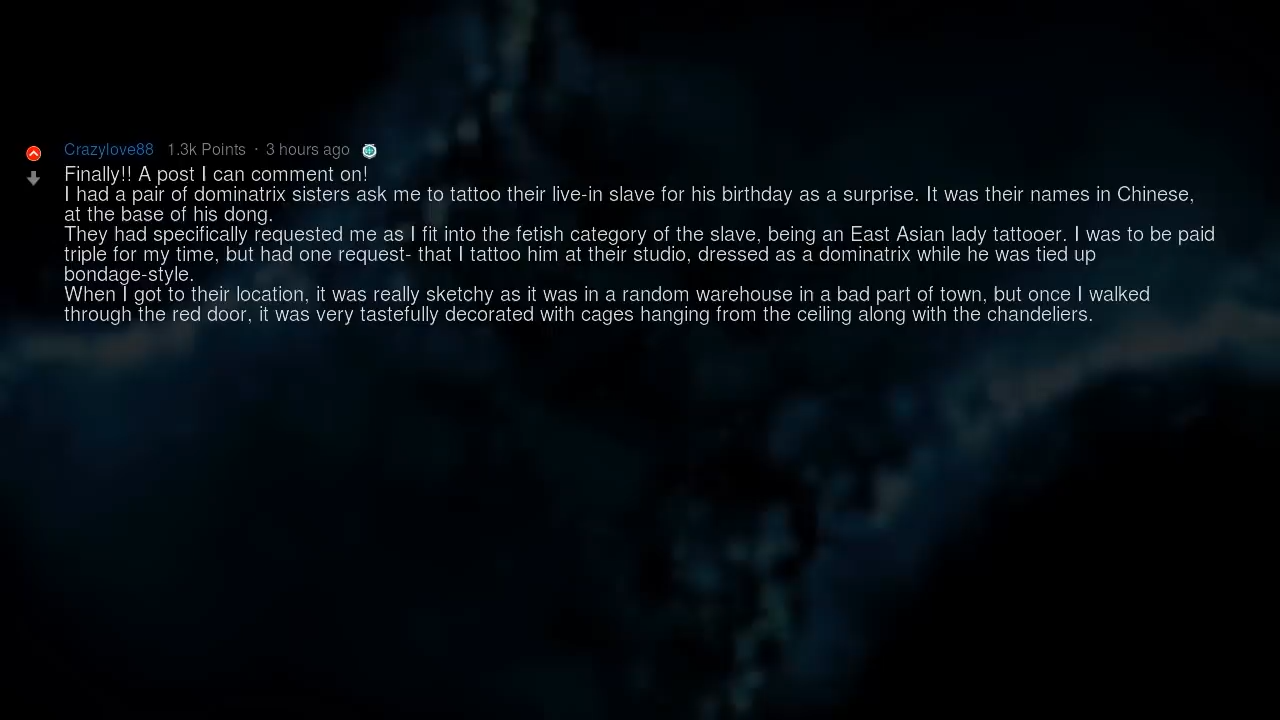 Crazylove88 1.3k Points · 3 hours ago
Finally!! A post I can comment on!
I had a pair of dominatrix sisters ask me to tattoo their live-in slave for his birthday as a surprise. It was their names in Chinese,
at the base of his dong.
They had specifically requested me as I fit into the fetish category of the slave, being an East Asian lady tattooer. I was to be paid
triple for my time, but had one request- that I tattoo him at their studio, dressed as a dominatrix while he was tied up
bondage-style.
When I got to their location, it was really sketchy as it was in a random warehouse in a bad part of town, but once I walked
through the red door, it was very tastefully decorated with cages hanging from the ceiling along with the chandeliers.